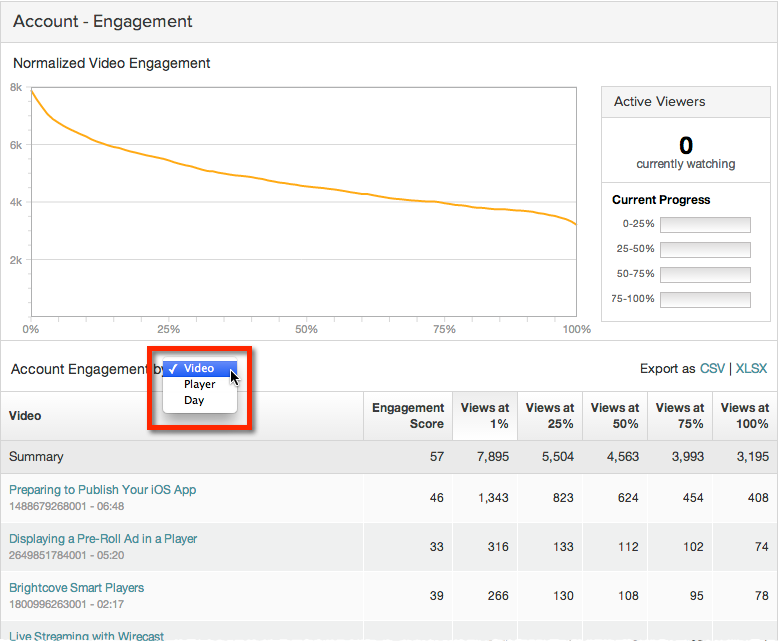 Account - Engagement
Normalized Video Engagement
8k
6k
4k
2k
0%
25%
50%
75%
100%
Active Viewers
0
currently watching
Current Progress
0-25%
25-50%
50-75%
75-100%
Account Engagement by
✓ Video
Player
Day
Export as CSV | XLSX
Video
Engagement Score
Views at 1%
Views at 25%
Views at 50%
Views at 75%
Views at 100%
Summary 57 7,895 5,504 4,563 3,993 3,195
Preparing to Publish Your iOS App
1488679268001 - 06:48
46 1,343 823 624 454 408
Displaying a Pre-Roll Ad in a Player
2649851784001 - 05:20
33 316 133 112 102 74
Brightcove Smart Players
1800996263001 - 02:17
39 266 130 108 95 78
Live Streaming with Wirecast